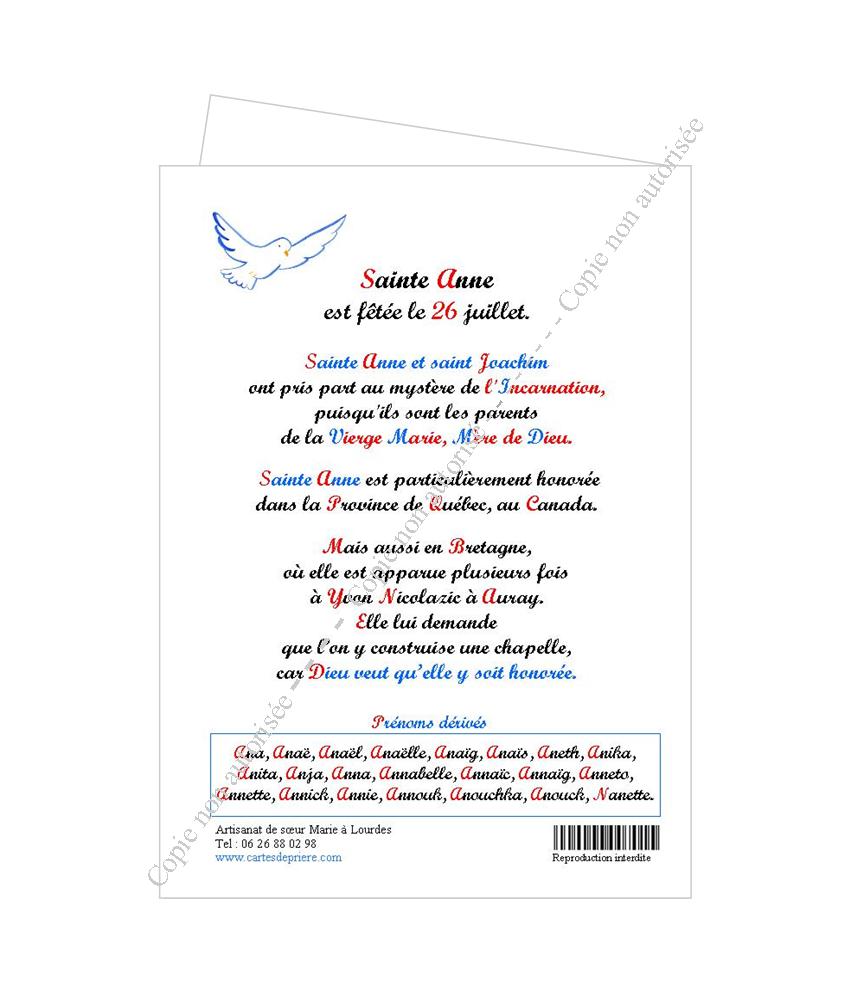 Sainte Anne
est fêtée le 26 juillet.
Sainte Anne et saint Joachim
ont pris part au mystère de l'Incarnation,
puisqu'ils sont les parents
de la Vierge Marie, Mère de Dieu.
Sainte Anne est particulièrement honorée
dans la Province de Québec, au Canada.
Mais aussi en Bretagne,
où elle est apparue plusieurs fois
à Yvon Nicolazic à Auray.
Elle lui demande
que l'on y construise une chapelle,
car Dieu veut qu'elle y soit honorée.
Prénoms dérivés
Ana, Anaë, Anaël, Anaëlle, Anaïg, Anaïs, Aneth, Anika,
Anita, Anja, Anna, Annabelle, Annaïc, Annaïg, Anneto,
Annette, Annick, Annie, Annouk, Anouchka, Anouck, Nanette.
Artisanat de sœur Marie à Lourdes
Tel : 06 26 88 02 98
www.cartesdepriere.com
Reproduction interdite
Copie non autorisée - - - - - Copie non autorisée - - - - - - - - Copie non autorisée